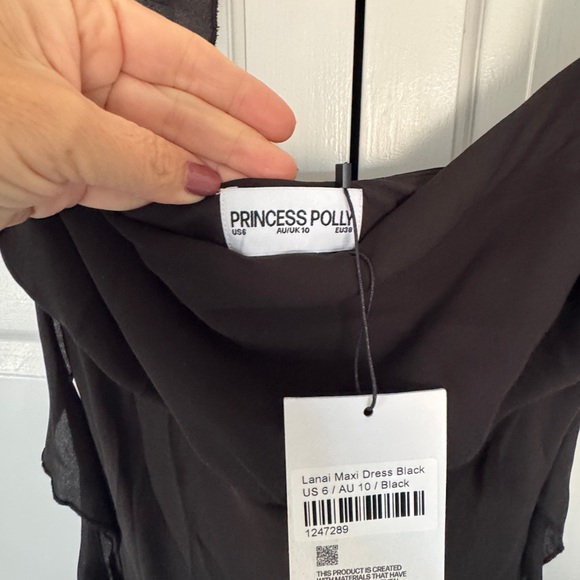 PRINCESS POLLY
US6 AU/UK 10 EU38
Lanai Maxi Dress Black
US 6 / AU 10 / Black
1247289
THIS PRODUCT IS CREATED
WITH MATERIALS THAT HAVE